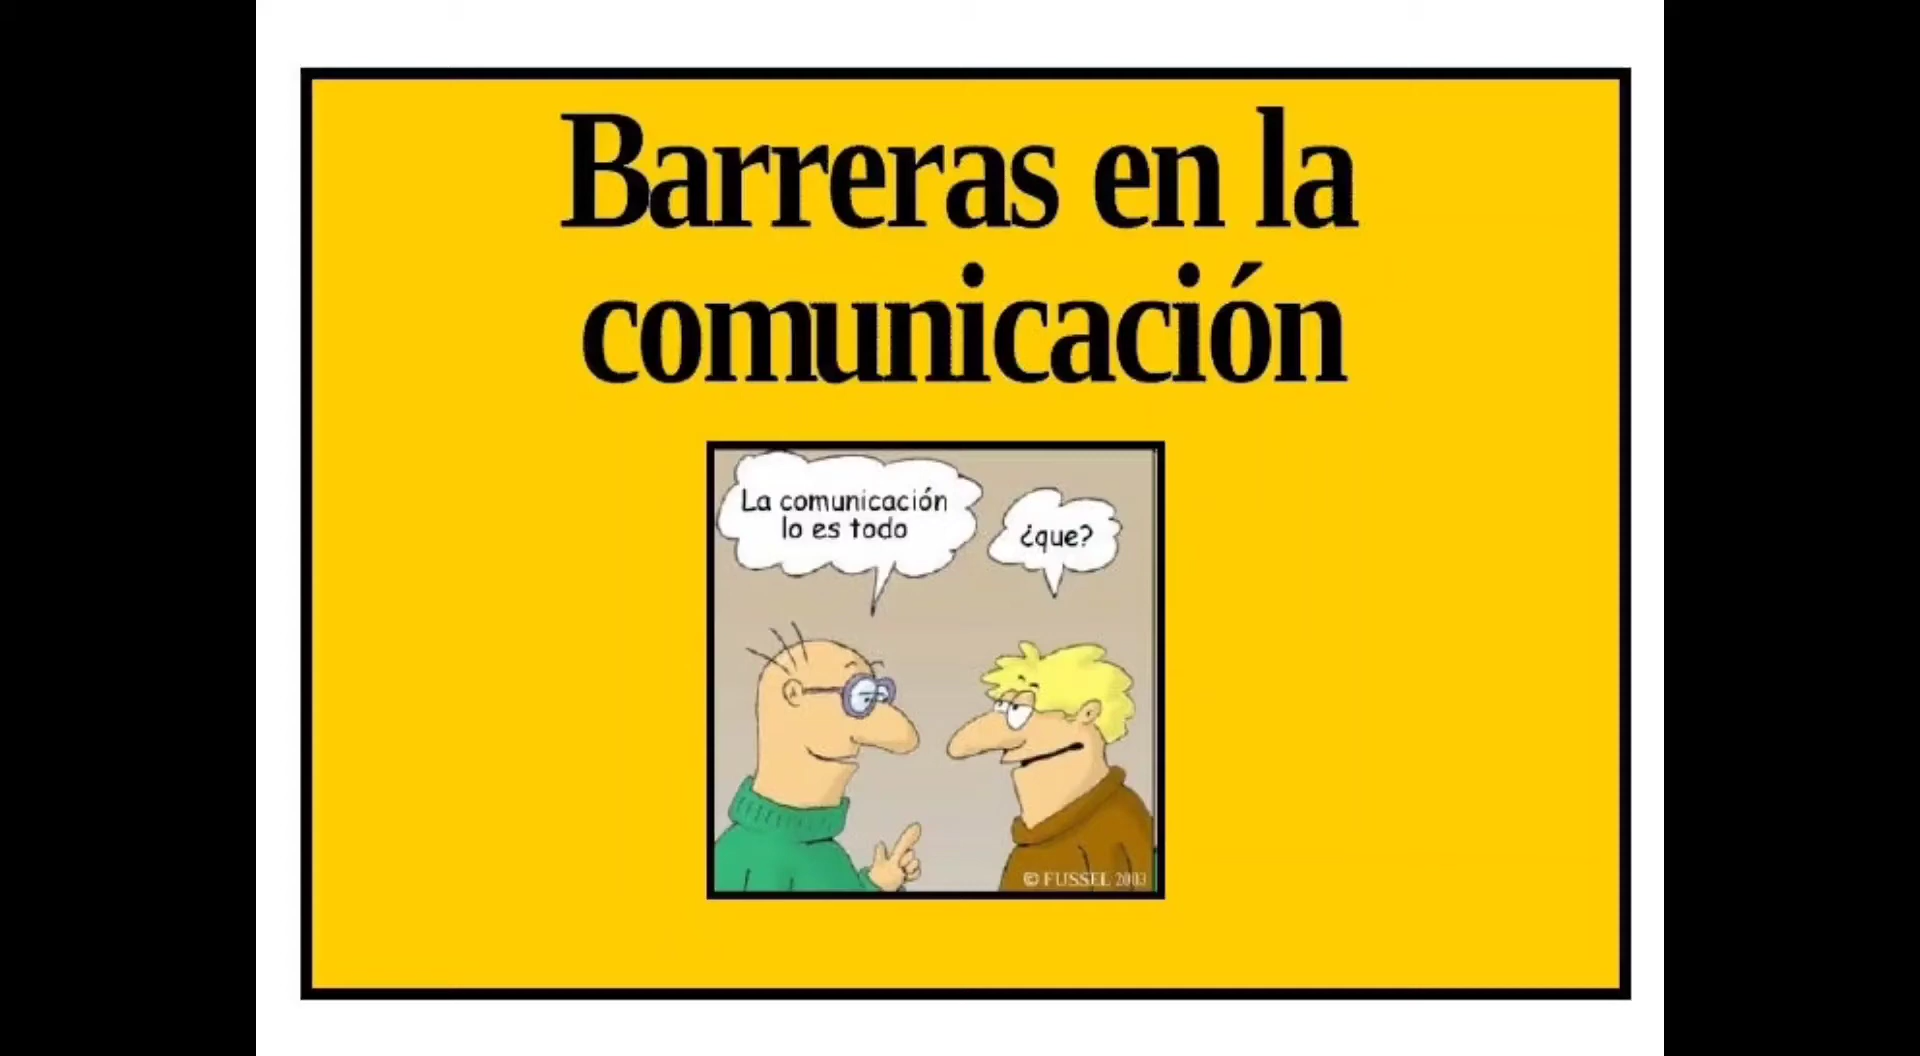 Barreras en la
comunicación
La comunicación
lo es todo
¿que?
© FUSSEL 2003